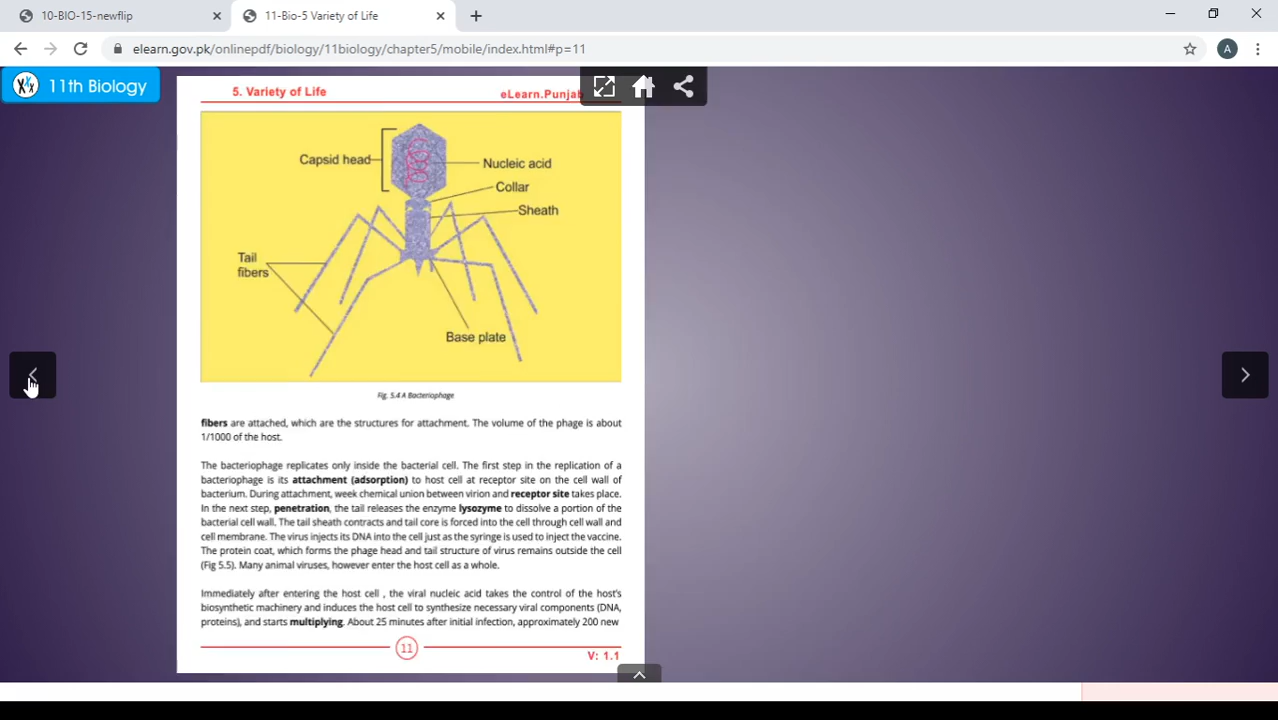 10-BIO-15-newflip
11-Bio-5 Variety of Life
elearn.gov.pk/onlinepdf/biology/11biology/chapter5/mobile/index.html#p=11
A
11th Biology
5. Variety of Life
eLearn.Punjab
Capsid head
Nucleic acid
Collar
Sheath
Tail
fibers
Base plate
Fig. 5.4 A Bacteriophage
fibers are attached, which are the structures for attachment. The volume of the phage is about
1/1000 of the host.
The bacteriophage replicates only inside the bacterial cell. The first step in the replication of a
bacteriophage is its attachment (adsorption) to host cell at receptor site on the cell wall of
bacterium. During attachment, week chemical union between virion and receptor site takes place.
In the next step, penetration, the tail releases the enzyme lysozyme to dissolve a portion of the
bacterial cell wall. The tail sheath contracts and tail core is forced into the cell through cell wall and
cell membrane. The virus injects its DNA into the cell just as the syringe is used to inject the vaccine.
The protein coat, which forms the phage head and tail structure of virus remains outside the cell
(Fig 5.5). Many animal viruses, however enter the host cell as a whole.
Immediately after entering the host cell , the viral nucleic acid takes the control of the host's
biosynthetic machinery and induces the host cell to synthesize necessary viral components (DNA,
proteins), and starts multiplying. About 25 minutes after initial infection, approximately 200 new
11
V: 1.1